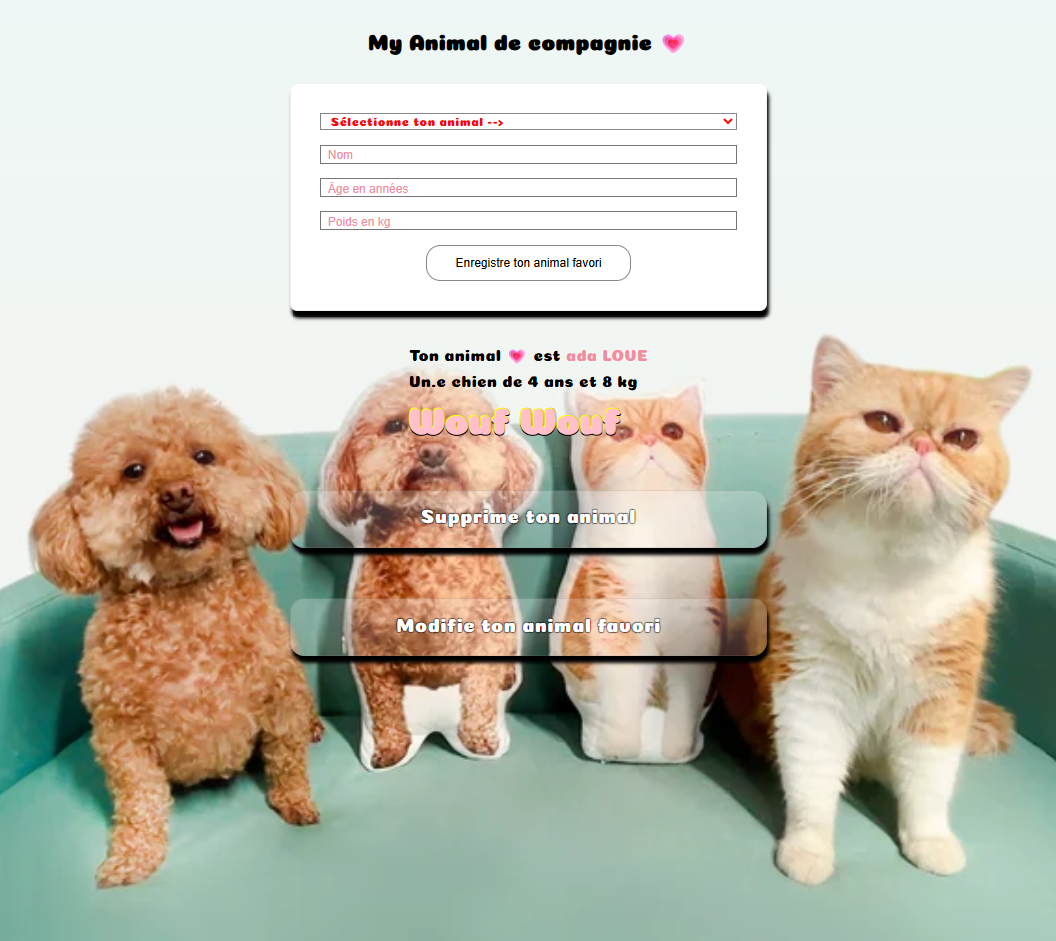 My Animal de compagnie 💗
Sélectionne ton animal -->
Nom
Âge en années
Poids en kg
Enregistre ton animal favori
Ton animal 💗 est ada LOUE
Un.e chien de 4 ans et 8 kg
Wouf Wouf
Supprime ton animal
Modifie ton animal favori